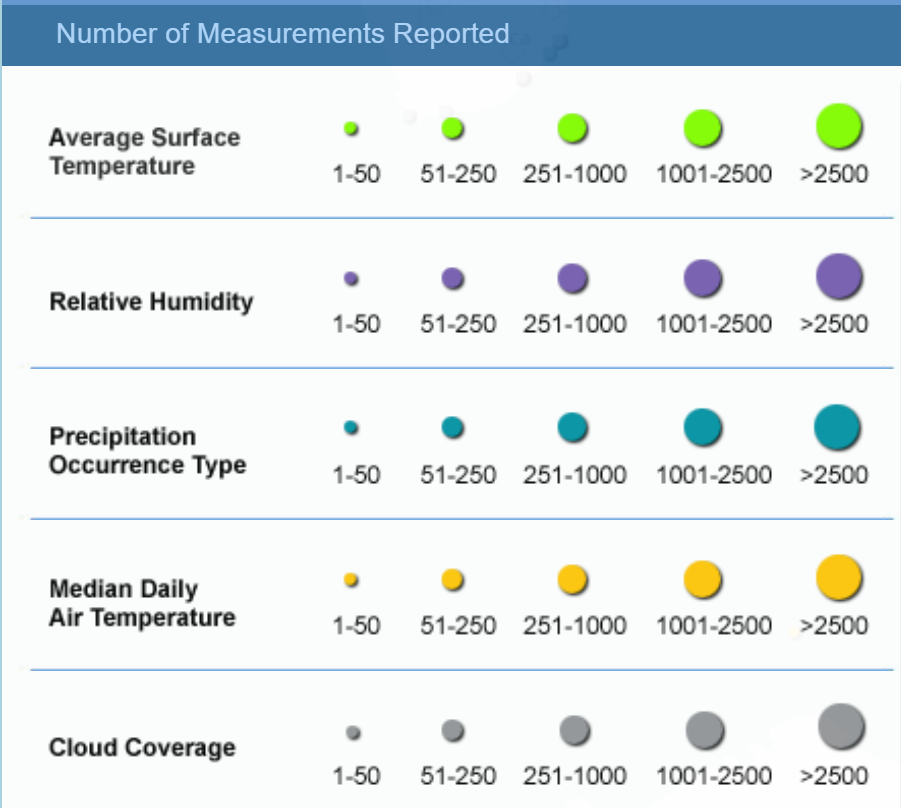 Number of Measurements Reported
Average Surface
Temperature
1-50 51-250 251-1000 1001-2500 >2500
Relative Humidity
1-50 51-250 251-1000 1001-2500 >2500
Precipitation
Occurrence Type
1-50 51-250 251-1000 1001-2500 >2500
Median Daily
Air Temperature
1-50 51-250 251-1000 1001-2500 >2500
Cloud Coverage
1-50 51-250 251-1000 1001-2500 >2500